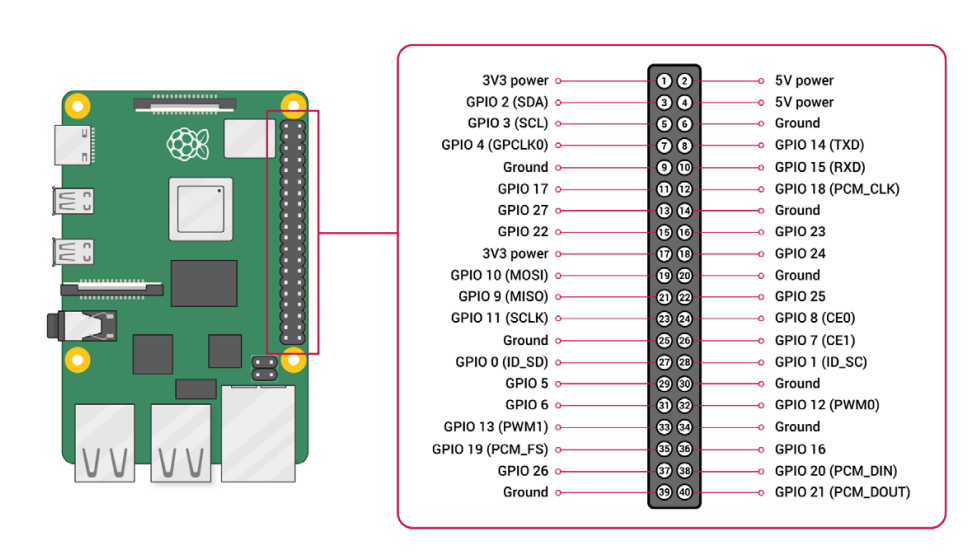 3V3 power 1 2 5V power
GPIO 2 (SDA) 3 4 5V power
GPIO 3 (SCL) 5 6 Ground
GPIO 4 (GPCLK0) 7 8 GPIO 14 (TXD)
Ground 9 10 GPIO 15 (RXD)
GPIO 17 11 12 GPIO 18 (PCM_CLK)
GPIO 27 13 14 Ground
GPIO 22 15 16 GPIO 23
3V3 power 17 18 GPIO 24
GPIO 10 (MOSI) 19 20 Ground
GPIO 9 (MISO) 21 22 GPIO 25
GPIO 11 (SCLK) 23 24 GPIO 8 (CE0)
Ground 25 26 GPIO 7 (CE1)
GPIO 0 (ID_SD) 27 28 GPIO 1 (ID_SC)
GPIO 5 29 30 Ground
GPIO 6 31 32 GPIO 12 (PWM0)
GPIO 13 (PWM1) 33 34 Ground
GPIO 19 (PCM_FS) 35 36 GPIO 16
GPIO 26 37 38 GPIO 20 (PCM_DIN)
Ground 39 40 GPIO 21 (PCM_DOUT)